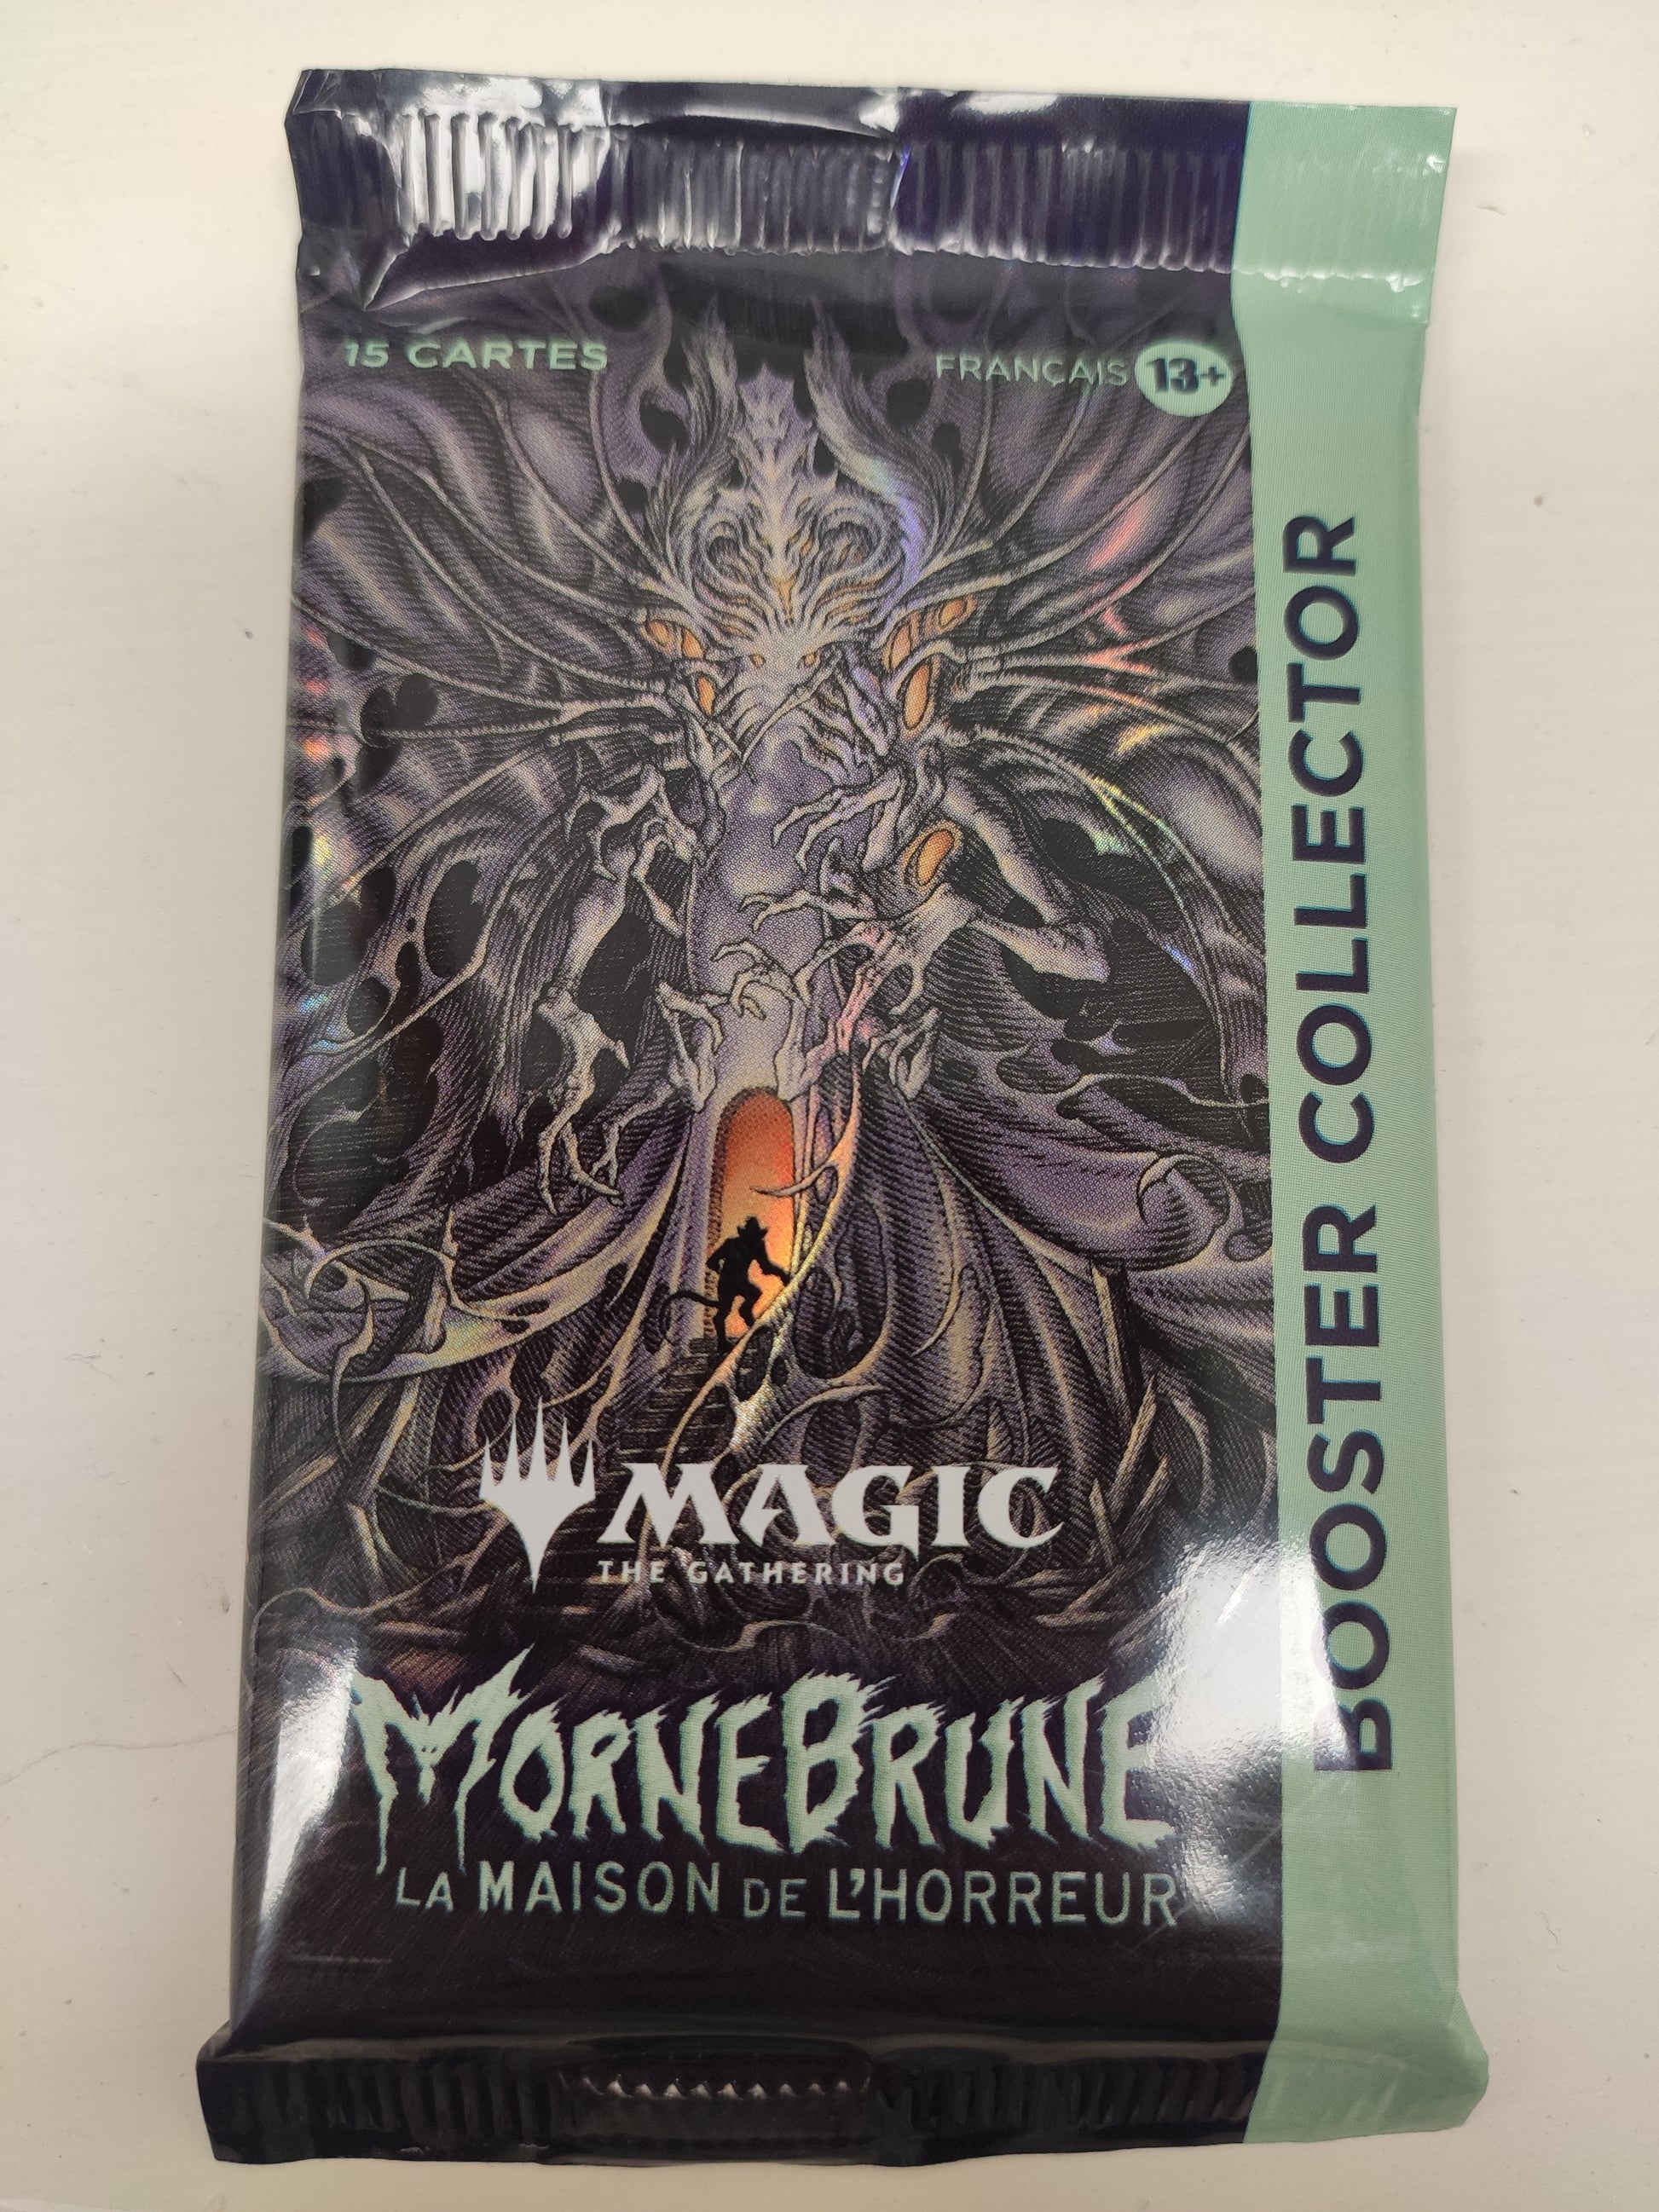 15 CARTES
FRANÇAIS 13+
BOOSTER COLLECTOR
MAGIC
THE GATHERING
MORNEBRUNE
LA MAISON DE L'HORREUR